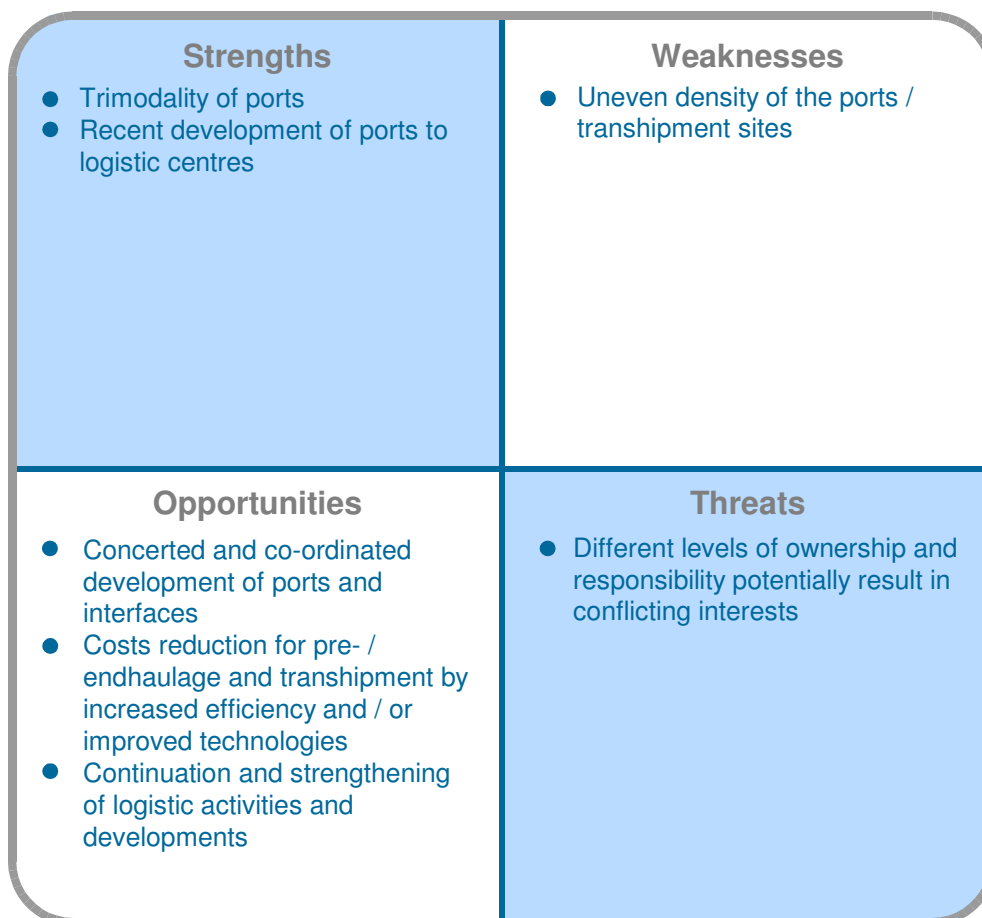 Strengths
● Trimodality of ports
● Recent development of ports to
logistic centres
Weaknesses
● Uneven density of the ports /
transhipment sites
Opportunities
● Concerted and co-ordinated
development of ports and
interfaces
● Costs reduction for pre- /
endhaulage and transhipment by
increased efficiency and / or
improved technologies
● Continuation and strengthening
of logistic activities and
developments
Threats
● Different levels of ownership and
responsibility potentially result in
conflicting interests